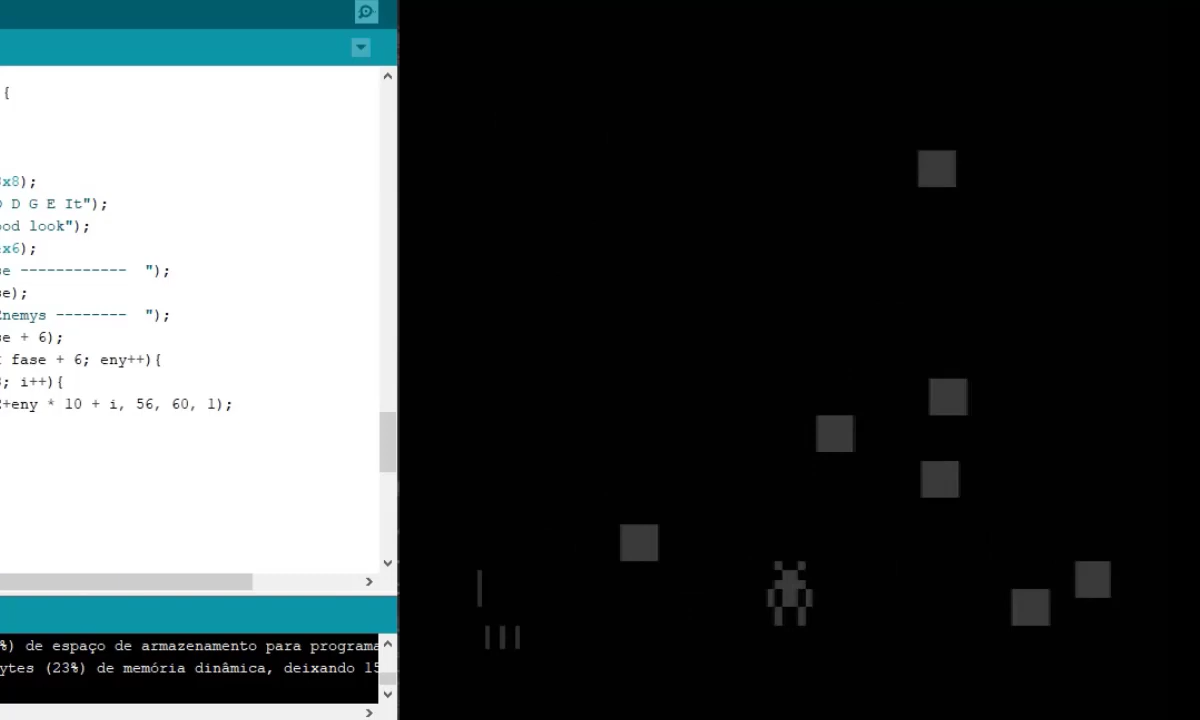 {
x8);
D G E It");
od look");
x6);
e ------------  ");
e);
Enemys --------  ");
e + 6);
fase + 6; eny++){
; i++){
+eny * 10 + i, 56, 60, 1);
%) de espaço de armazenamento para programa
ytes (23%) de memória dinâmica, deixando 15